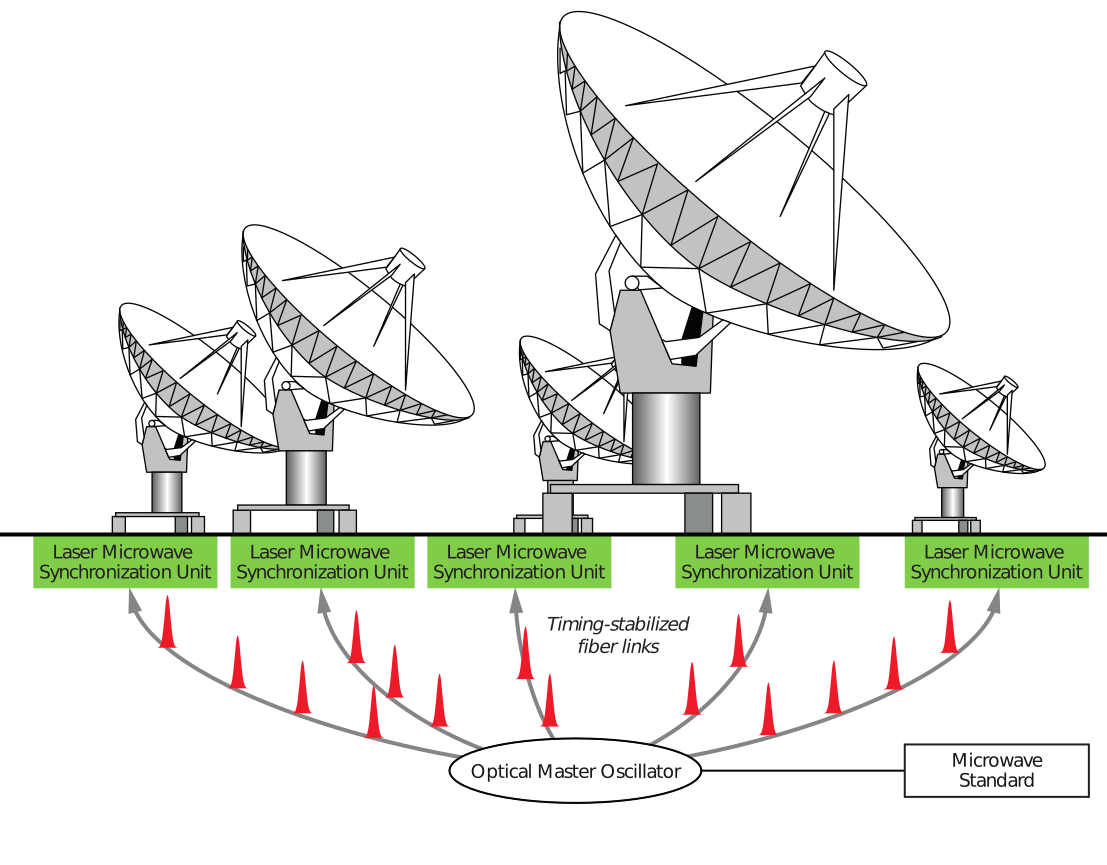 Laser Microwave
Synchronization Unit
Laser Microwave
Synchronization Unit
Laser Microwave
Synchronization Unit
Laser Microwave
Synchronization Unit
Laser Microwave
Synchronization Unit
Timing-stabilized
fiber links
Optical Master Oscillator
Microwave
Standard